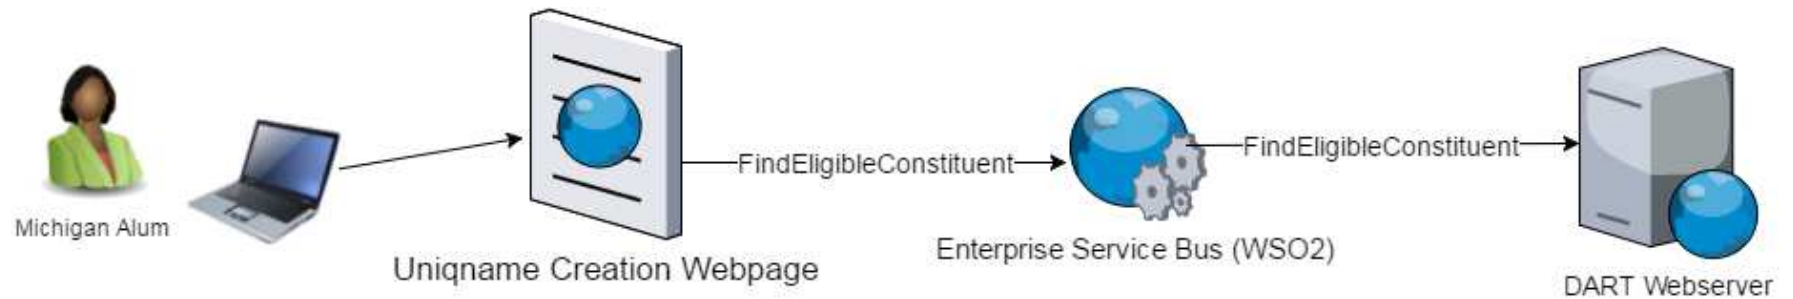 Michigan Alum
Uniqname Creation Webpage
FindEligibleConstituent
Enterprise Service Bus (WSO2)
FindEligibleConstituent
DART Webserver